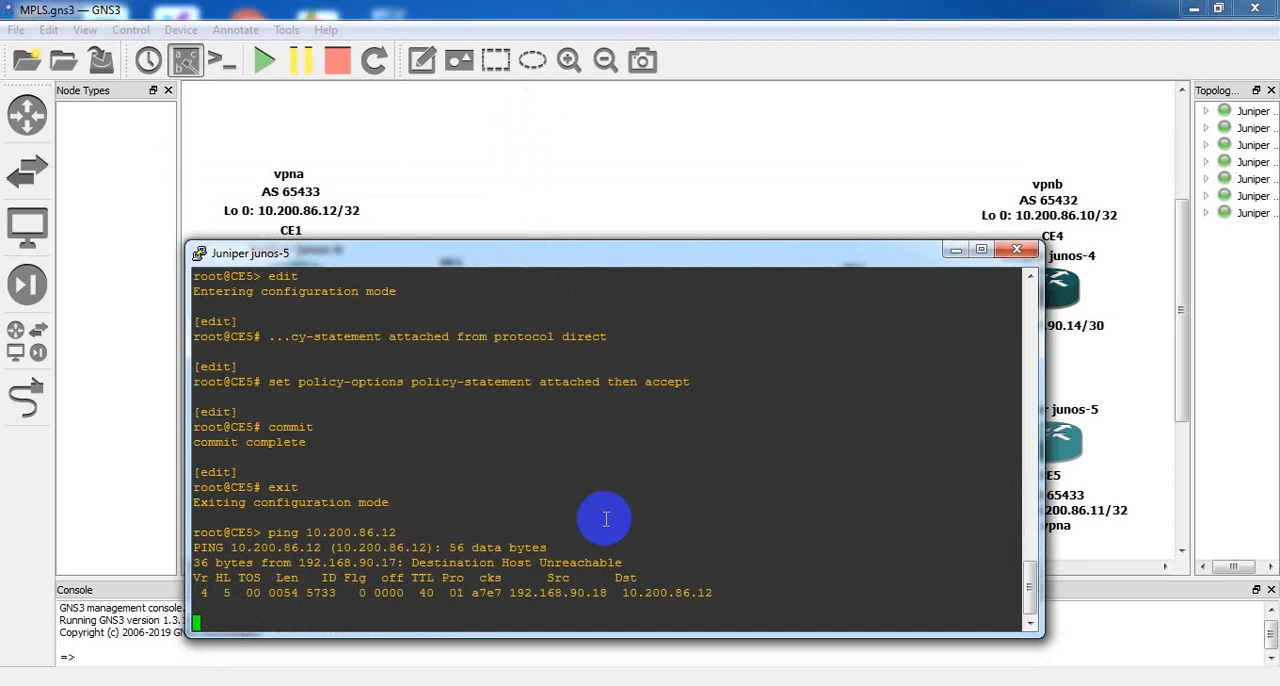 MPLS.gns3 — GNS3
File Edit View Control Device Annotate Tools Help
Node Types
Topolog...
Juniper ..
Juniper ..
Juniper ..
Juniper ..
Juniper ..
Juniper ..
Juniper ..
vpna
AS 65433
Lo 0: 10.200.86.12/32
CE1
vpnb
AS 65432
Lo 0: 10.200.86.10/32
CE4
junos-4
90.14/30
r junos-5
E5
65433
200.86.11/32
vpna
Juniper junos-5
root@CE5> edit
Entering configuration mode
[edit]
root@CE5# ...cy-statement attached from protocol direct
[edit]
root@CE5# set policy-options policy-statement attached then accept
[edit]
root@CE5# commit
commit complete
[edit]
root@CE5# exit
Exiting configuration mode
root@CE5> ping 10.200.86.12
PING 10.200.86.12 (10.200.86.12): 56 data bytes
36 bytes from 192.168.90.17: Destination Host Unreachable
Vr HL TOS Len ID Flg off TTL Pro cks Src Dst
4 5 00 0054 5733 0 0000 40 01 a7e7 192.168.90.18 10.200.86.12
Console
GNS3 management console.
Running GNS3 version 1.3.
Copyright (c) 2006-2019 GN
=>